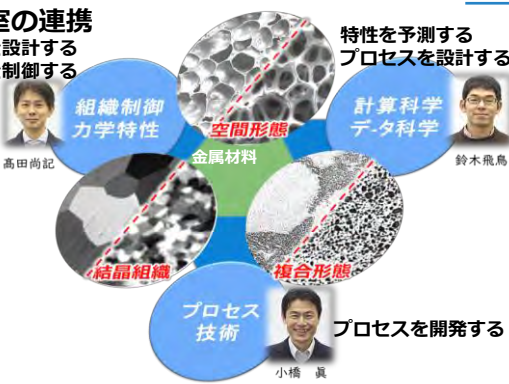 室の連携
を設計する
を制御する
特性を予測する
プロセスを設計する
組織制御
力学特性
計算科学
データ科学
空間形態
金属材料
髙田尚記
鈴木飛鳥
結晶組織
複合形態
プロセス
技術
プロセスを開発する
小橋　眞